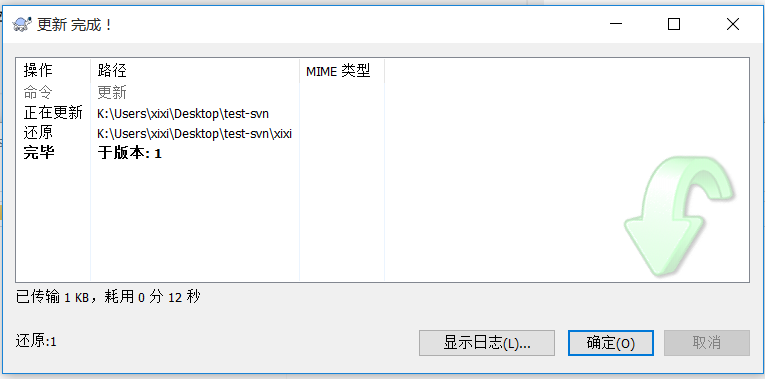 更新 完成！
操作 路径 MIME 类型
命令 更新
正在更新 K:\Users\xixi\Desktop\test-svn
还原 K:\Users\xixi\Desktop\test-svn\xixi
完毕 于版本: 1
已传输 1 KB，耗用 0 分 12 秒
还原:1
显示日志(L)... 确定(O) 取消